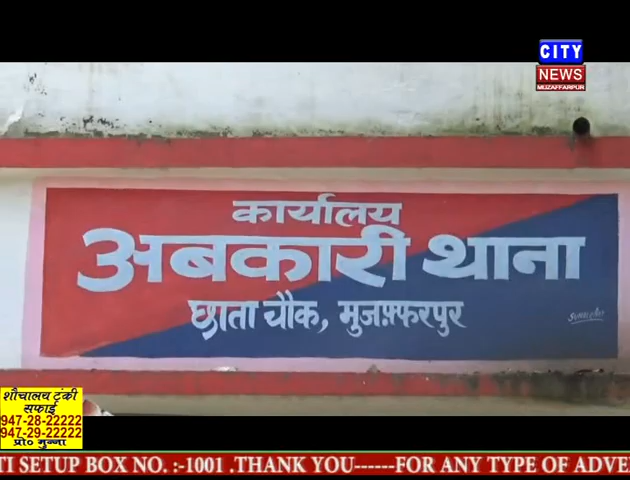 CITY
NEWS
MUZAFFARPUR
कार्यालय
अबकारी थाना
छाता चौक, मुजफ़्फरपुर
शौचालय टंकी
सफाई
947-28-22222
947-29-22222
प्रो० मुन्ना
TI SETUP BOX NO. :-1001 .THANK YOU------FOR ANY TYPE OF ADVE